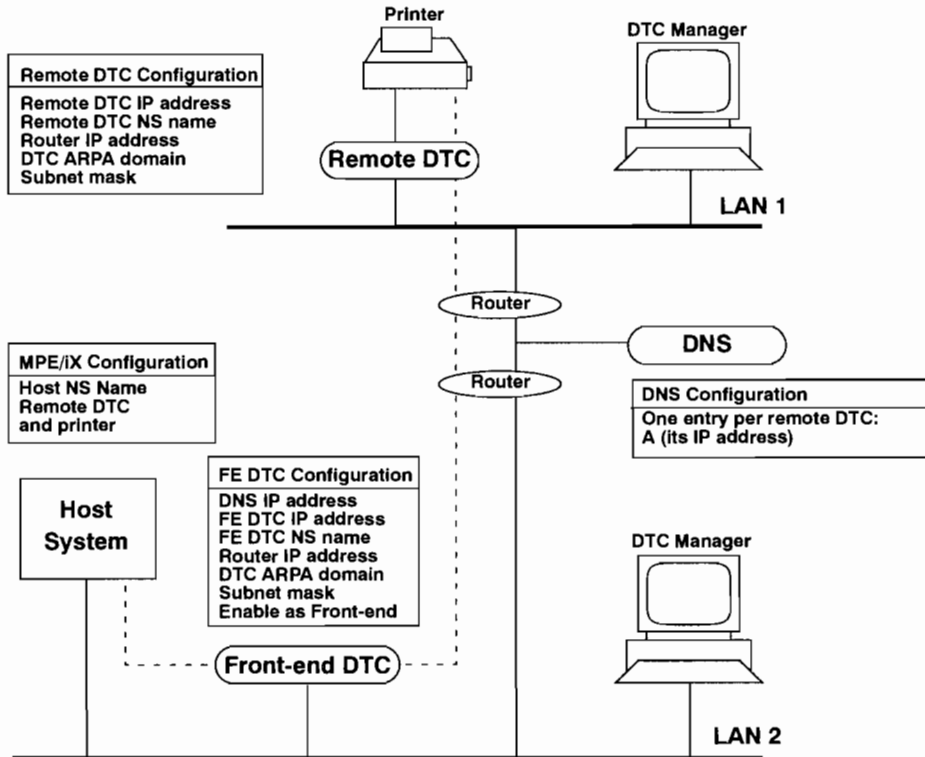 Printer
DTC Manager
Remote DTC Configuration
Remote DTC IP address
Remote DTC NS name
Router IP address
DTC ARPA domain
Subnet mask
Remote DTC
LAN 1
Router
DNS
MPE/iX Configuration
Host NS Name
Remote DTC
and printer
Router
DNS Configuration
One entry per remote DTC:
A (its IP address)
FE DTC Configuration
DNS IP address
FE DTC IP address
FE DTC NS name
Router IP address
DTC ARPA domain
Subnet mask
Enable as Front-end
Host
System
DTC Manager
Front-end DTC
LAN 2